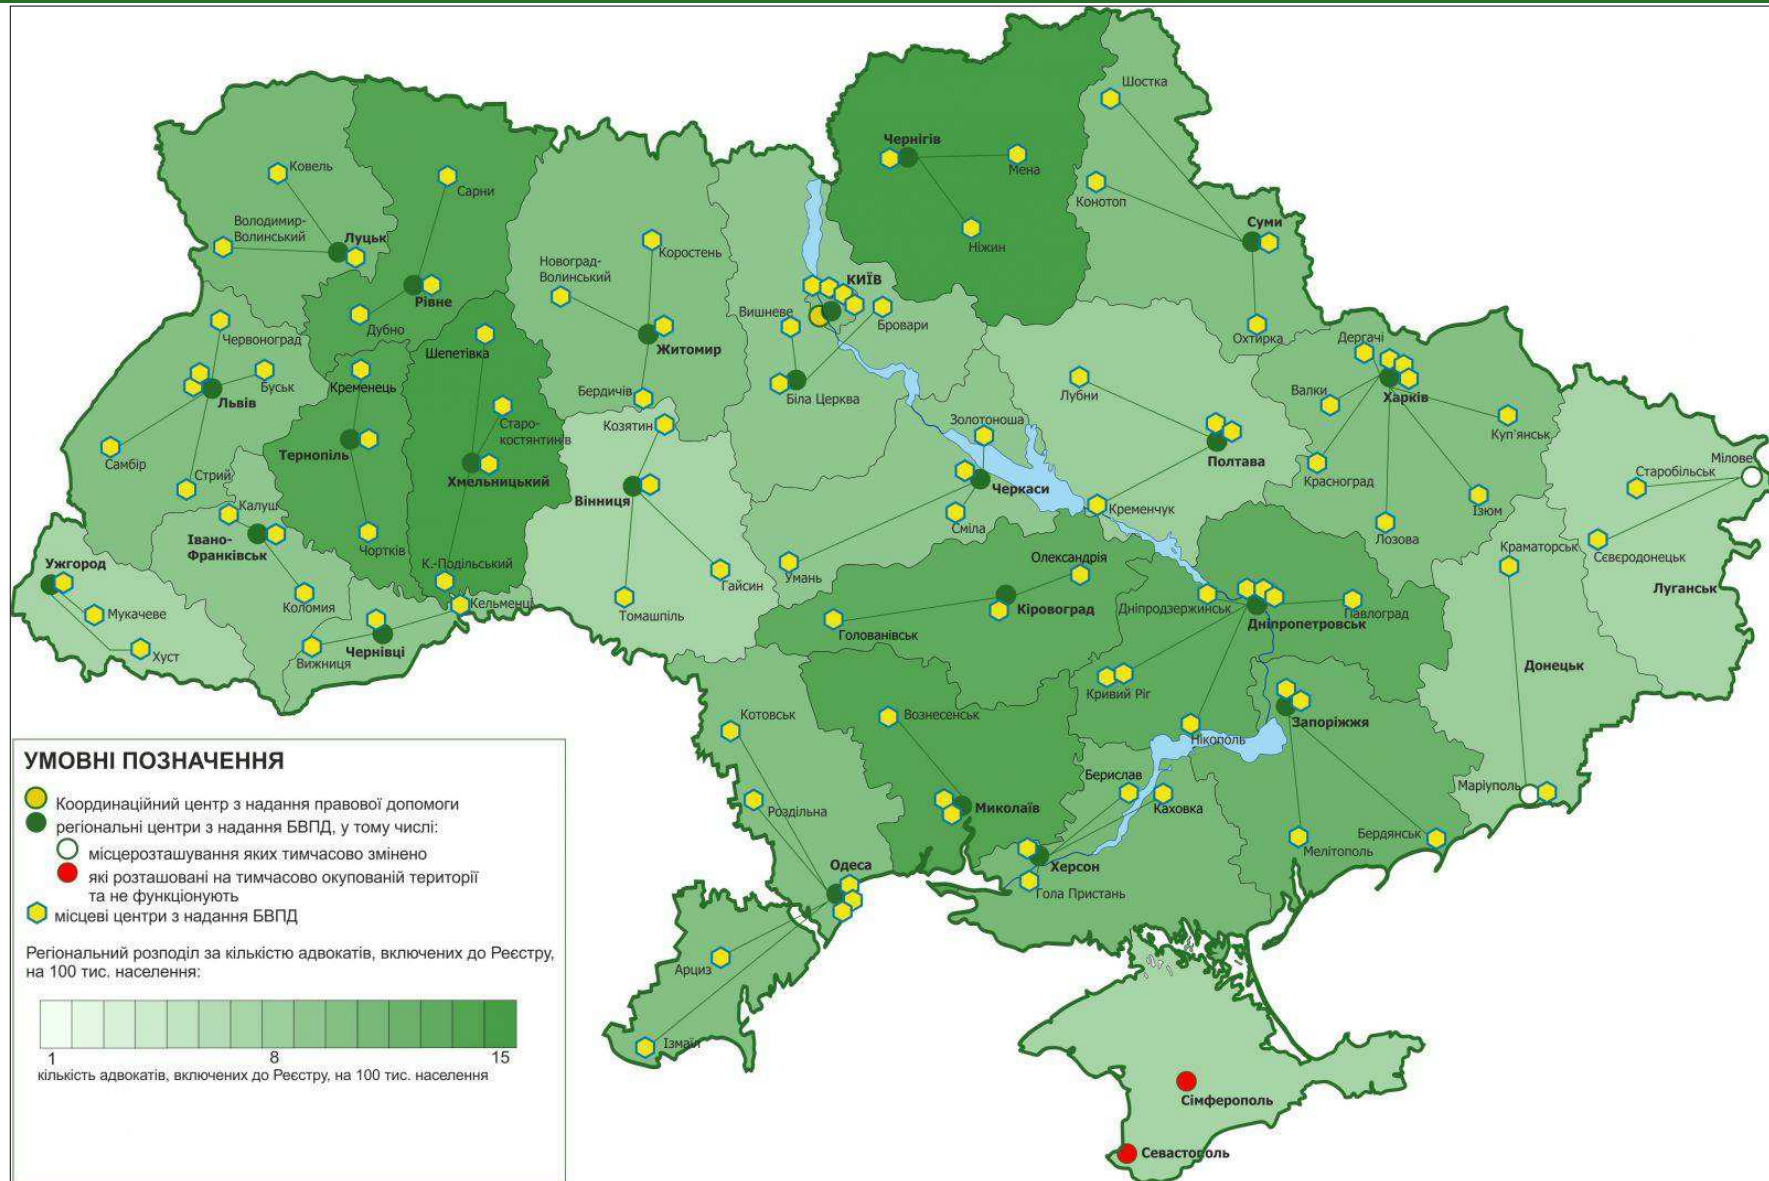 Шостка
Чернігів
Мена
Ковель
Сарни
Конотоп
Володимир-
Волинський
Луцьк
Суми
Ніжин
Коростень
Новоград-
Волинський
КИЇВ
Рівне
Вишневе
Бровари
Дубно
Червоноград
Шепетівка
Житомир
Охтирка
Дергачі
Буськ
Кременець
Львів
Харків
Бердичів
Біла Церква
Лубни
Валки
Старо-
костянтинів
Козятин
Золотоноша
Куп'янськ
Тернопіль
Самбір
Мілове
Полтава
Красноград
Старобільськ
Стрий
Хмельницький
Черкаси
Вінниця
Калуш
Кременчук
Ізюм
Сміла
Лозова
Івано-
Франківськ
Чортків
Краматорськ
Сєвєродонецьк
Олександрія
Ужгород
К.-Подільський
Умань
Гайсин
Луганськ
Коломия
Кельменці
Кіровоград
Дніпродзержинськ
Павлоград
Мукачеве
Томашпіль
Голованівськ
Дніпропетровськ
Чернівці
Хуст
Вижниця
Донецьк
Кривий Ріг
Котовськ
Вознесенськ
Запоріжжя
Нікополь
Берислав
Маріуполь
Каховка
Миколаїв
Роздільна
Бердянськ
Мелітополь
Одеса
Херсон
Гола Пристань
Арциз
Ізмаїл
Сімферополь
Севастополь
УМОВНІ ПОЗНАЧЕННЯ
Координаційний центр з надання правової допомоги
регіональні центри з надання БВПД, у тому числі:
місцерозташування яких тимчасово змінено
які розташовані на тимчасово окупованій території
та не функціонують
місцеві центри з надання БВПД
Регіональний розподіл за кількістю адвокатів, включених до Реєстру,
на 100 тис. населення:
1 8 15
кількість адвокатів, включених до Реєстру, на 100 тис. населення